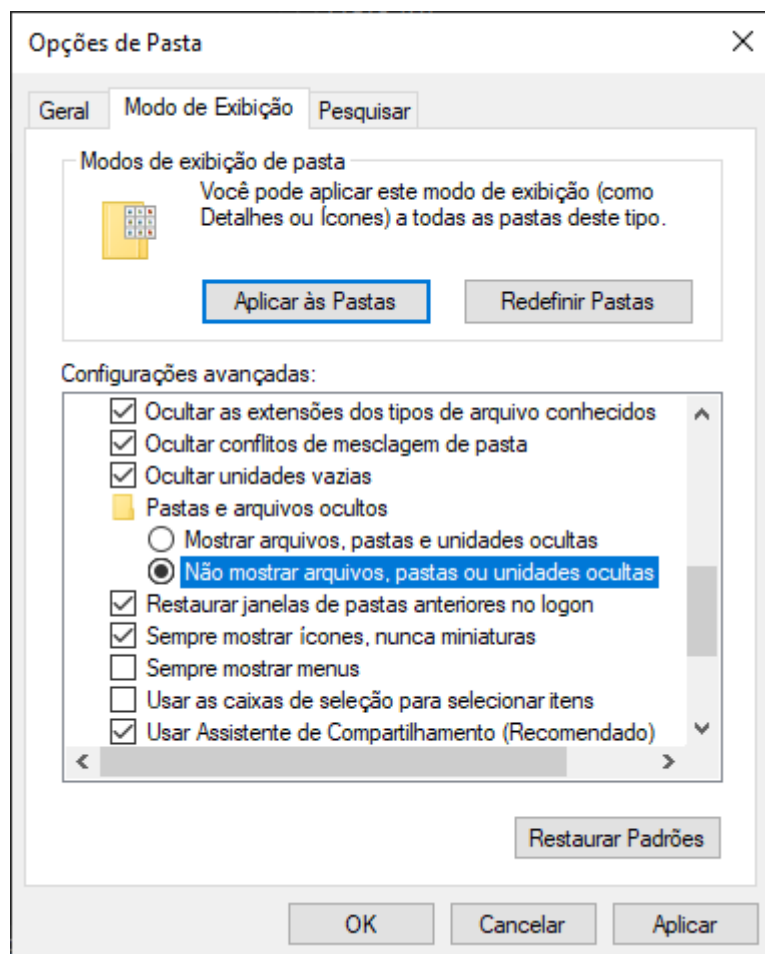 Opções de Pasta
Geral
Modo de Exibição
Pesquisar
Modos de exibição de pasta
Você pode aplicar este modo de exibição (como
Detalhes ou Ícones) a todas as pastas deste tipo.
Aplicar às Pastas
Redefinir Pastas
Configurações avançadas:
Ocultar as extensões dos tipos de arquivo conhecidos
Ocultar conflitos de mesclagem de pasta
Ocultar unidades vazias
Pastas e arquivos ocultos
Mostrar arquivos, pastas e unidades ocultas
Não mostrar arquivos, pastas ou unidades ocultas
Restaurar janelas de pastas anteriores no logon
Sempre mostrar ícones, nunca miniaturas
Sempre mostrar menus
Usar as caixas de seleção para selecionar itens
Usar Assistente de Compartilhamento (Recomendado)
Restaurar Padrões
OK
Cancelar
Aplicar